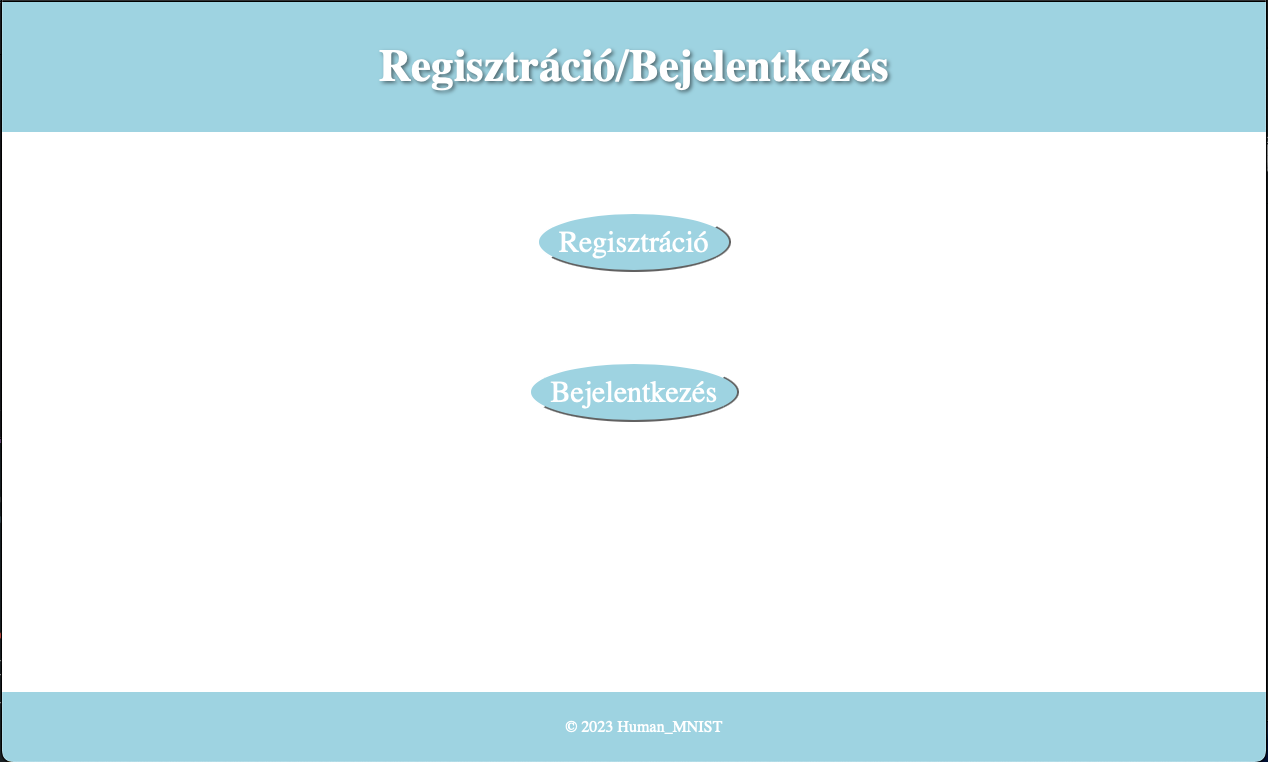 Regisztráció/Bejelentkezés
Regisztráció
Bejelentkezés
© 2023 Human_MNIST